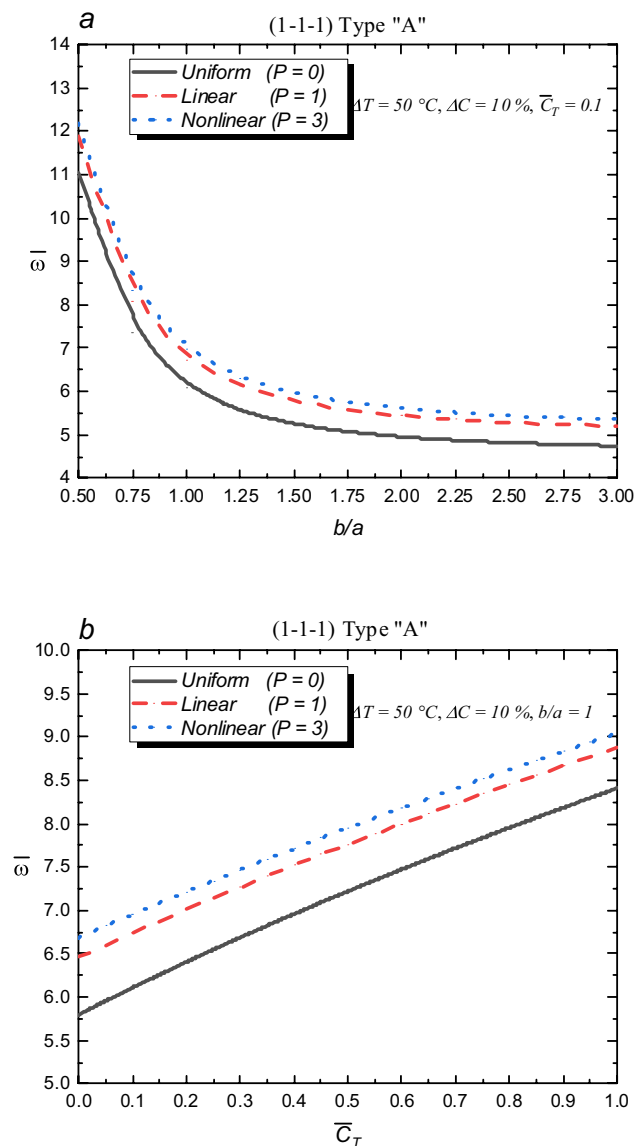 a
(1-1-1) Type "A"
14
13
12
11
10
9
8
7
6
5
4
Uniform (P = 0)
Linear (P = 1)
Nonlinear (P = 3)
ΔT = 50 °C, ΔC = 10 %, C̅_T = 0.1
ω̅
0.50 0.75 1.00 1.25 1.50 1.75 2.00 2.25 2.50 2.75 3.00
b/a
b
(1-1-1) Type "A"
10.0
9.5
9.0
8.5
8.0
7.5
7.0
6.5
6.0
5.5
5.0
Uniform (P = 0)
Linear (P = 1)
Nonlinear (P = 3)
ΔT = 50 °C, ΔC = 10 %, b/a = 1
ω̅
0.0 0.1 0.2 0.3 0.4 0.5 0.6 0.7 0.8 0.9 1.0
C̅_T